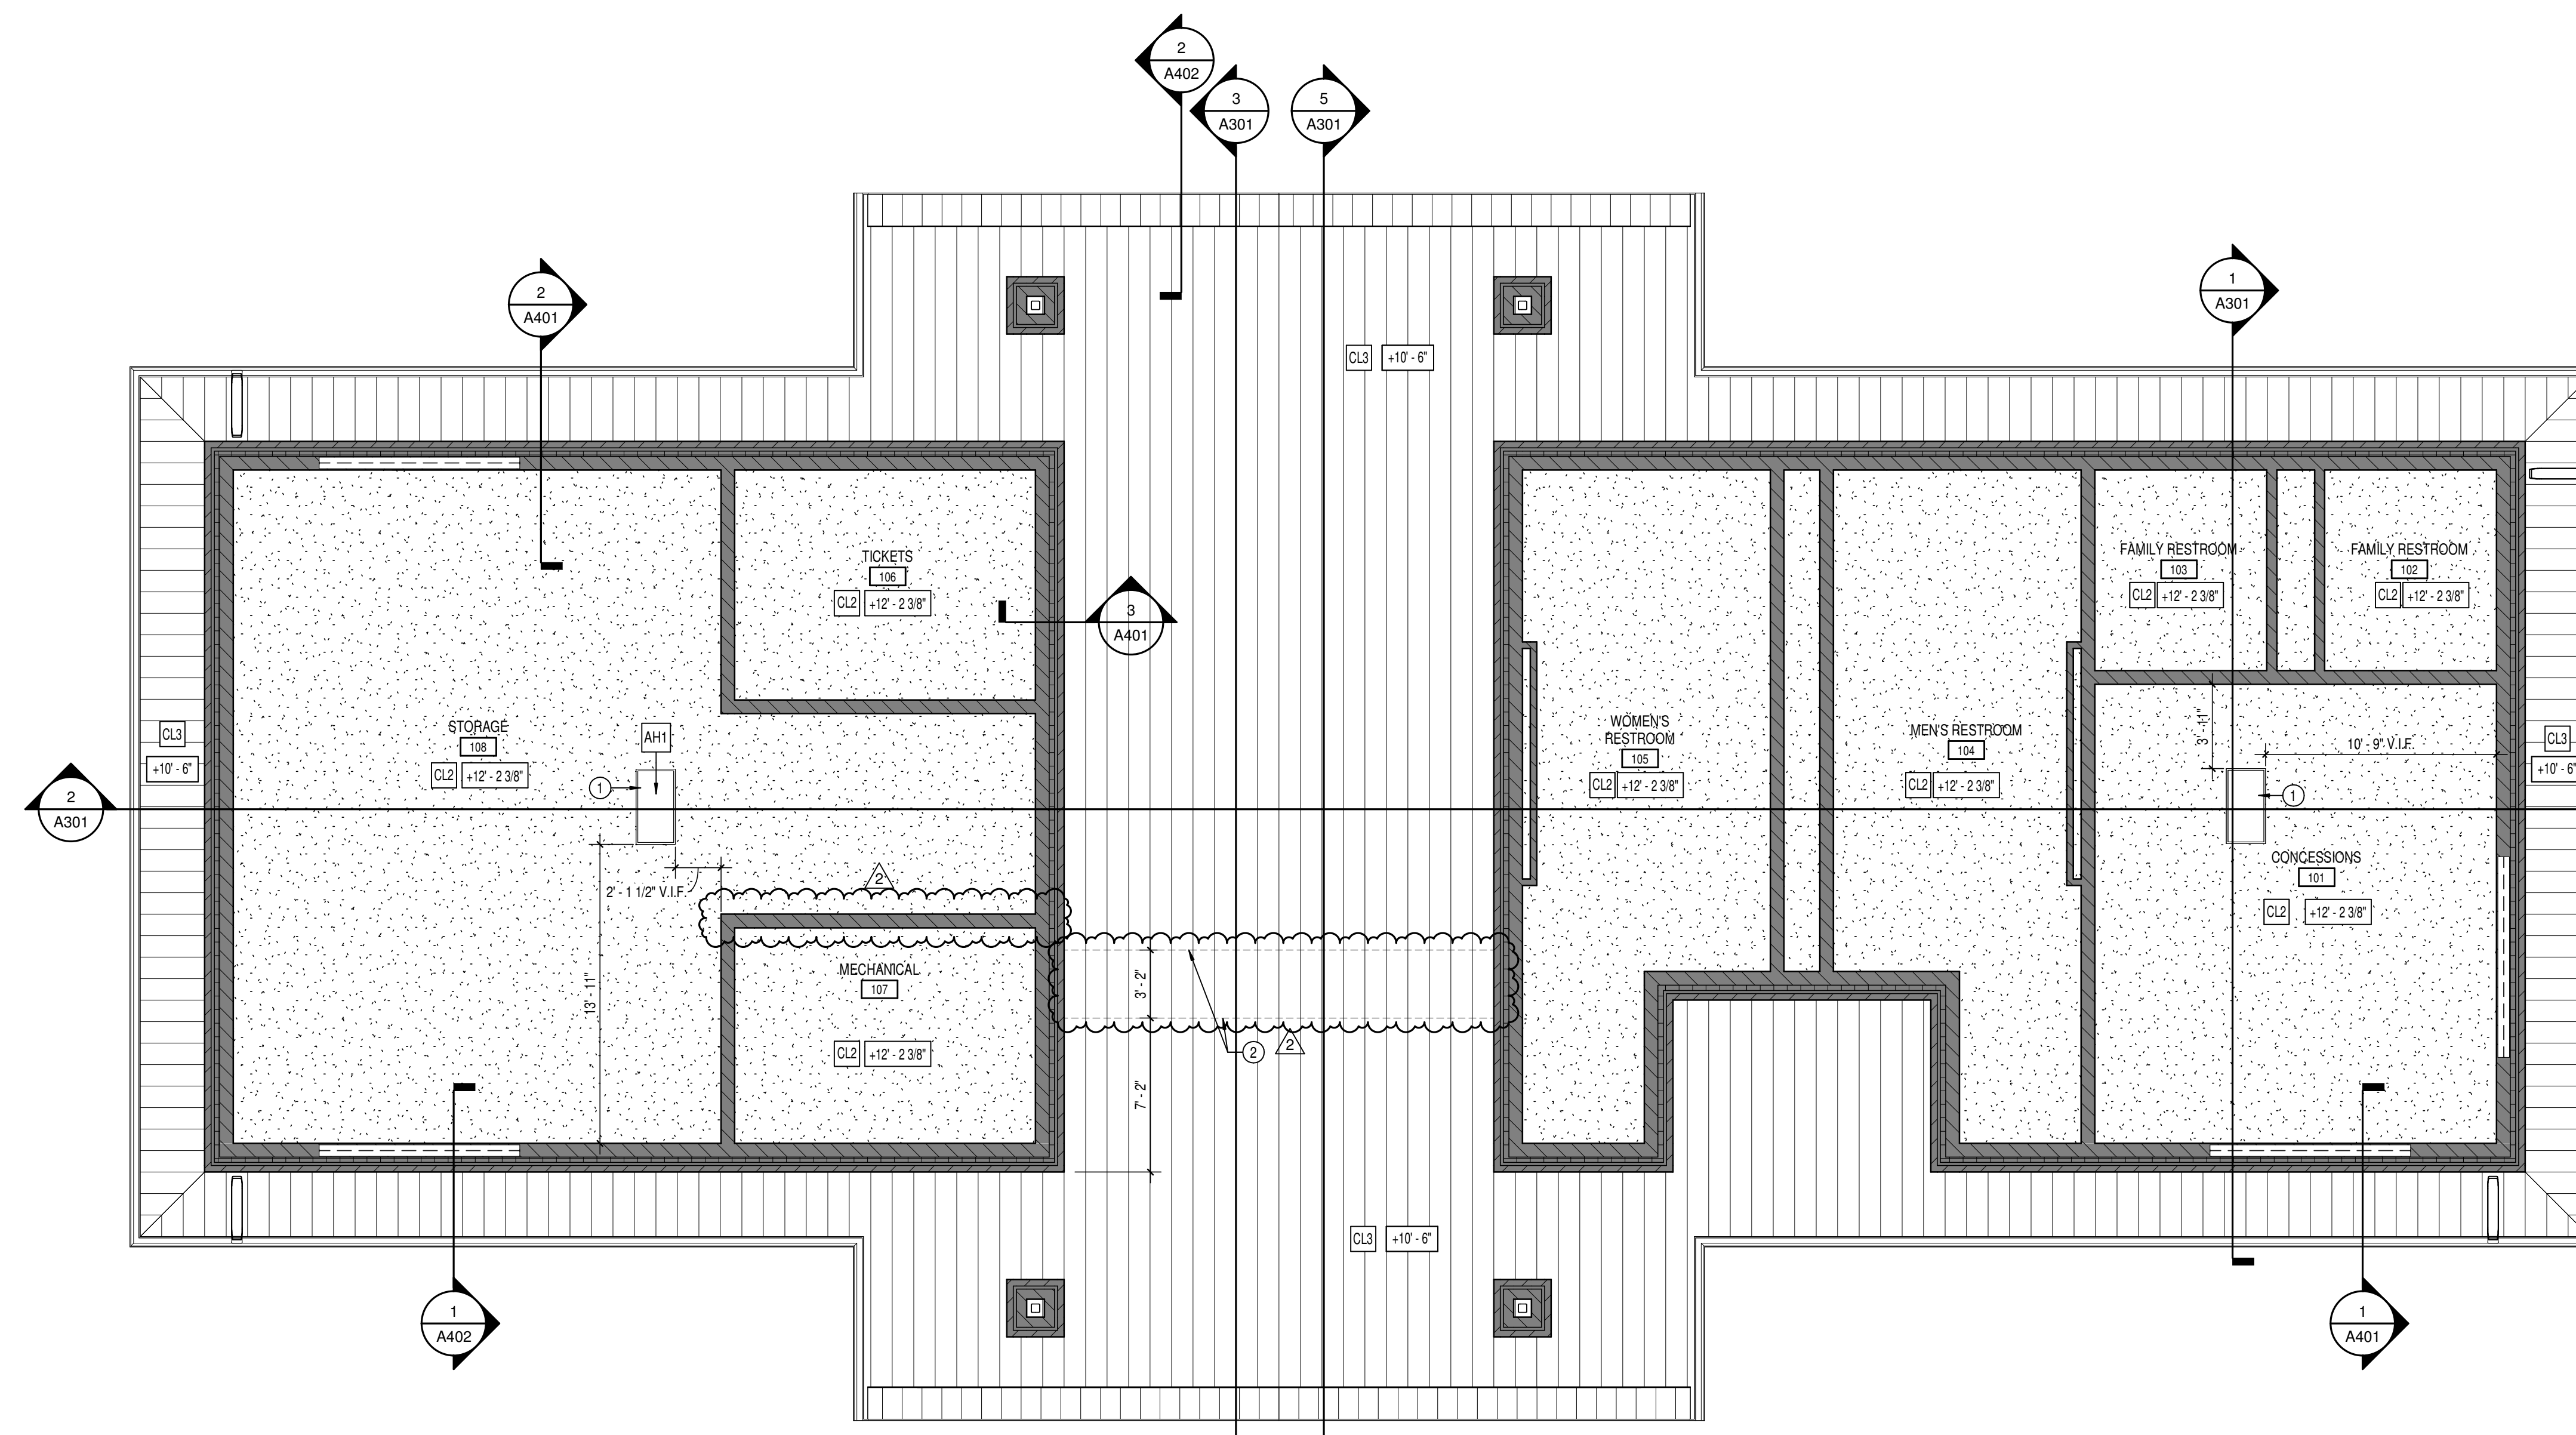 2
A402
3
A301
5
A301
2
A401
1
A301
CL3 +10' - 6"
TICKETS
106
CL2 +12' - 2 3/8"
FAMILY RESTROOM
103
CL2 +12' - 2 3/8"
FAMILY RESTROOM
102
CL2 +12' - 2 3/8"
3
A401
STORAGE
108
CL2 +12' - 2 3/8"
AH1
1
CL3
+10' - 6"
WOMEN'S
RESTROOM
105
CL2 +12' - 2 3/8"
MEN'S RESTROOM
104
CL2 +12' - 2 3/8"
3' - 11"
10' - 9" V.I.F.
CL3
+10' - 6"
1
2
A301
CONCESSIONS
101
CL2 +12' - 2 3/8"
2' - 1 1/2" V.I.F.
2
13' - 11"
MECHANICAL
107
CL2 +12' - 2 3/8"
3' - 2"
2
2
7' - 2"
CL3 +10' - 6"
1
A402
1
A401